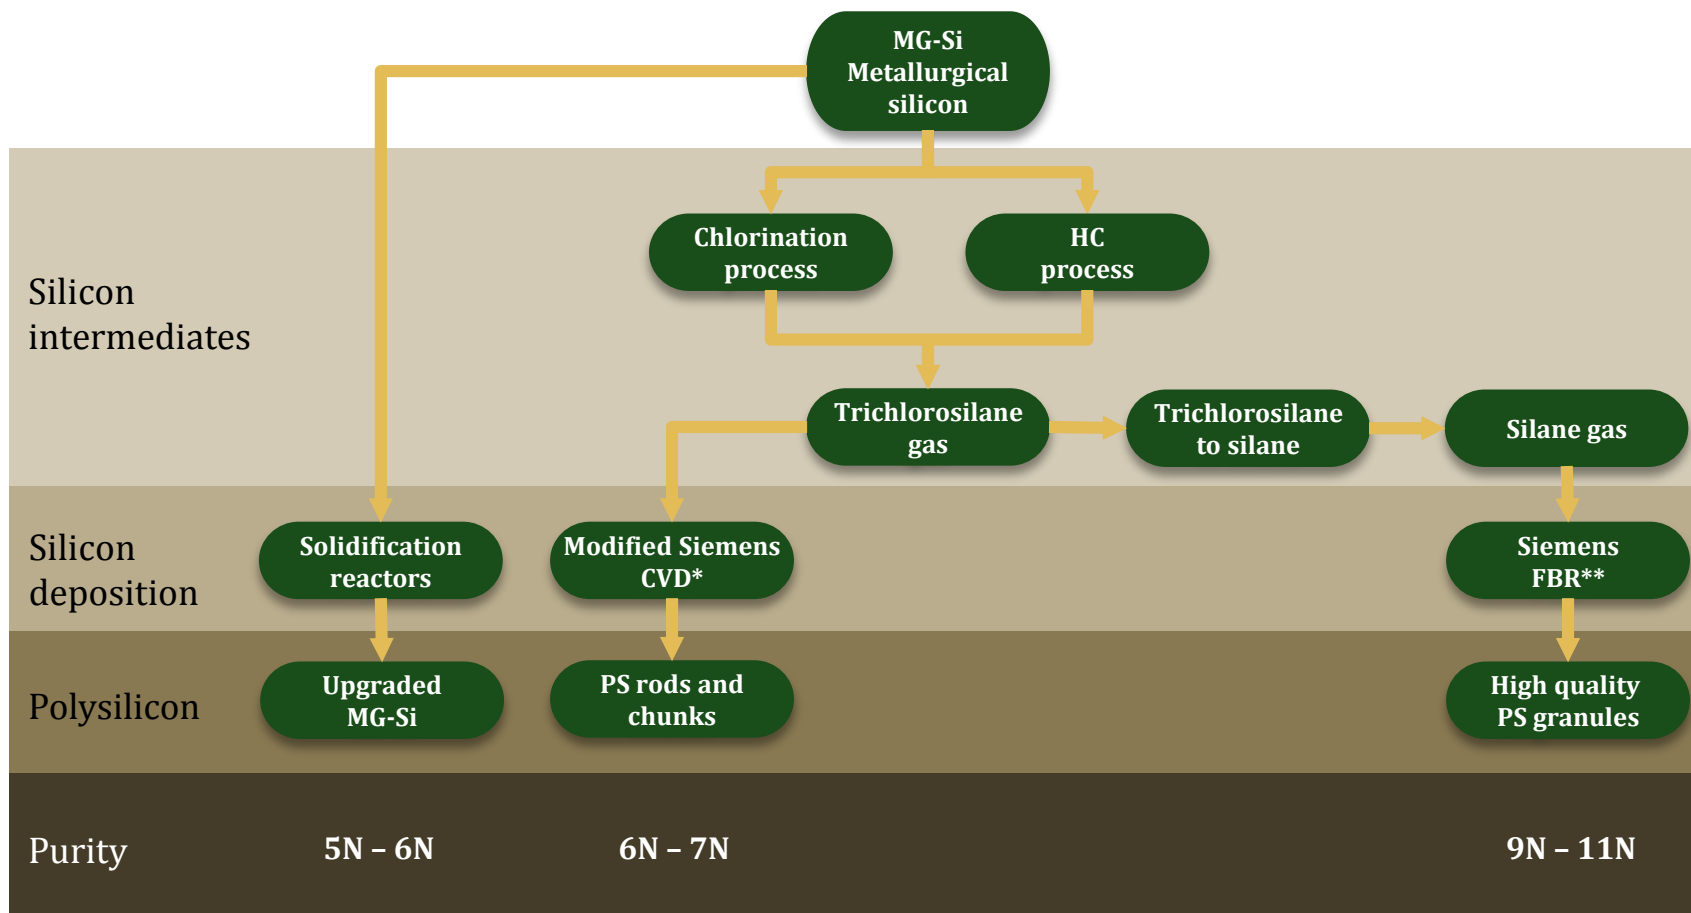 MG-Si
Metallurgical
silicon
Silicon
intermediates
Chlorination
process
HC
process
Trichlorosilane
gas
Trichlorosilane
to silane
Silane gas
Silicon
deposition
Solidification
reactors
Modified Siemens
CVD*
Siemens
FBR**
Polysilicon
Upgraded
MG-Si
PS rods and
chunks
High quality
PS granules
Purity
5N – 6N
6N – 7N
9N – 11N